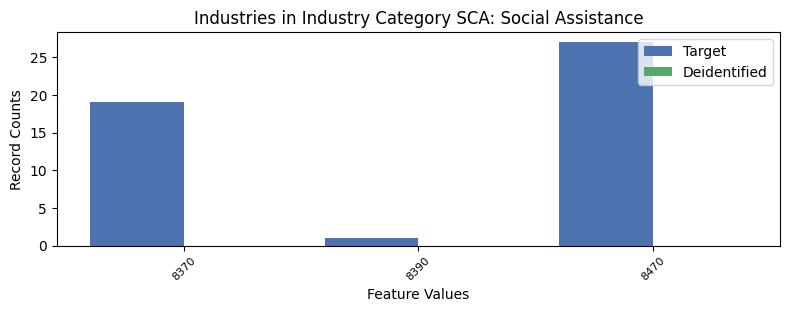 Industries in Industry Category SCA: Social Assistance
Target
Deidentified
Record Counts
25
20
15
10
5
0
8370
8390
8470
Feature Values